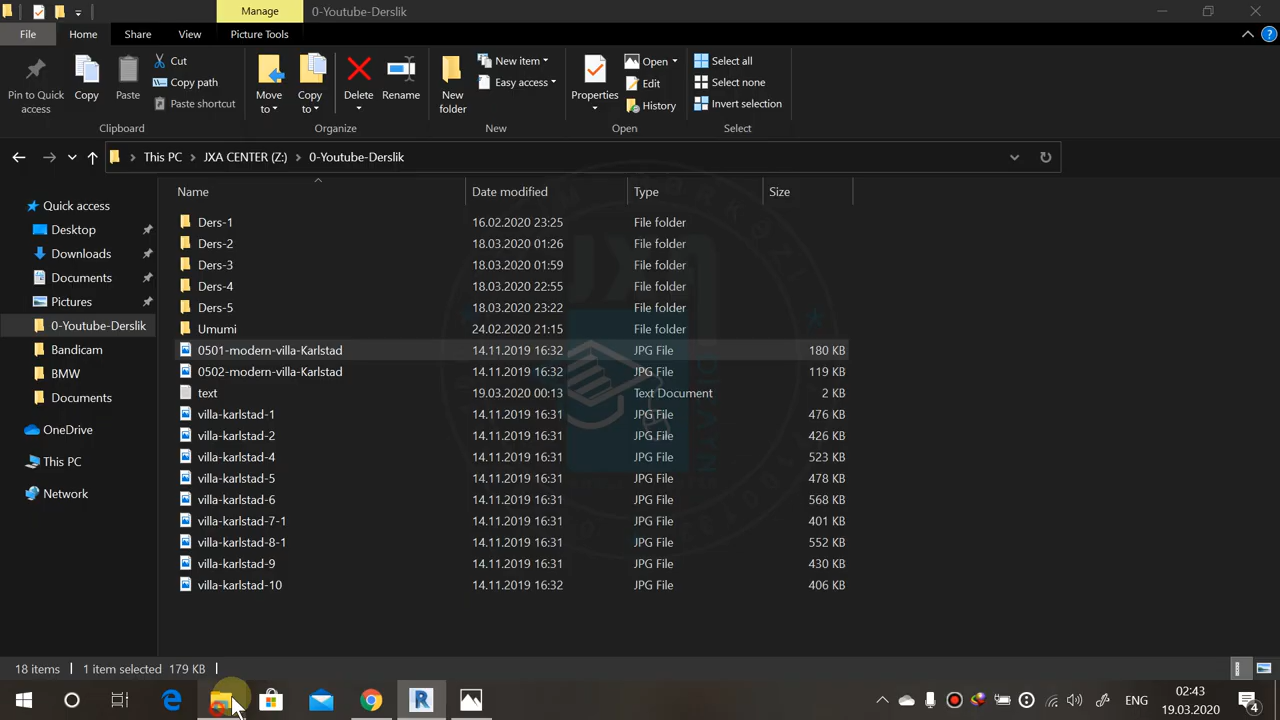 Manage
0-Youtube-Derslik
File
Home
Share
View
Picture Tools
Pin to Quick access
Copy
Paste
Cut
Copy path
Paste shortcut
Clipboard
Move to
Copy to
Delete
Rename
Organize
New folder
New item
Easy access
New
Properties
Open
Edit
History
Open
Select all
Select none
Invert selection
Select
This PC
JXA CENTER (Z:)
0-Youtube-Derslik
Name
Date modified
Type
Size
Quick access
Desktop
Downloads
Documents
Pictures
0-Youtube-Derslik
Bandicam
BMW
Documents
OneDrive
This PC
Network
Ders-1 16.02.2020 23:25 File folder
Ders-2 18.03.2020 01:26 File folder
Ders-3 18.03.2020 01:59 File folder
Ders-4 18.03.2020 22:55 File folder
Ders-5 18.03.2020 23:22 File folder
Umumi 24.02.2020 21:15 File folder
0501-modern-villa-Karlstad 14.11.2019 16:32 JPG File 180 KB
0502-modern-villa-Karlstad 14.11.2019 16:32 JPG File 119 KB
text 19.03.2020 00:13 Text Document 2 KB
villa-karlstad-1 14.11.2019 16:31 JPG File 476 KB
villa-karlstad-2 14.11.2019 16:31 JPG File 426 KB
villa-karlstad-4 14.11.2019 16:31 JPG File 523 KB
villa-karlstad-5 14.11.2019 16:31 JPG File 478 KB
villa-karlstad-6 14.11.2019 16:31 JPG File 568 KB
villa-karlstad-7-1 14.11.2019 16:31 JPG File 401 KB
villa-karlstad-8-1 14.11.2019 16:31 JPG File 552 KB
villa-karlstad-9 14.11.2019 16:31 JPG File 430 KB
villa-karlstad-10 14.11.2019 16:32 JPG File 406 KB
18 items
1 item selected 179 KB
ENG
02:43
19.03.2020
4